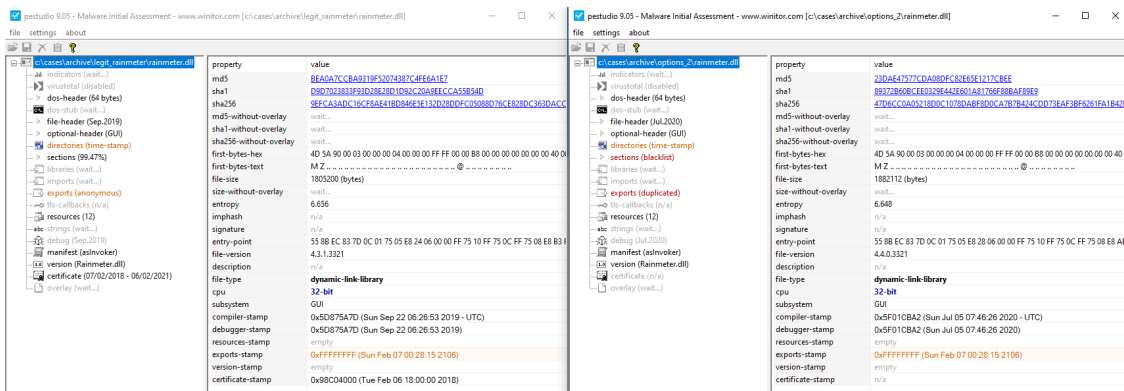 pestudio 9.05 - Malware Initial Assessment - www.winitor.com [c:\cases\archive\legit_rainmeter\rainmeter.dll]
file settings about
c:\cases\archive\legit_rainmeter\rainmeter.dll
indicators (wait...)
virustotal (disabled)
dos-header (64 bytes)
dos-stub (wait...)
file-header (Sep.2019)
optional-header (GUI)
directories (time-stamp)
sections (99.47%)
libraries (wait...)
imports (wait...)
exports (anonymous)
tls-callbacks (n/a)
resources (12)
strings (wait...)
debug (Sep.2019)
manifest (asInvoker)
version (Rainmeter.dll)
certificate (07/02/2018 - 06/02/2021)
overlay (wait...)
property value
md5 BEA0A7CCBA9319F52074387C4FE6A1E7
sha1 D9D7023833F93D28E28D1D92C20A9EECCA55B54D
sha256 9EFCA3ADC16CF8AE41BD846E5E132D28DDFC05088D76CE828DC363DACC
md5-without-overlay wait...
sha1-without-overlay wait...
sha256-without-overlay wait...
first-bytes-hex 4D 5A 90 00 03 00 00 00 04 00 00 00 FF FF 00 00 B8 00 00 00 00 00 00 00 40 00
first-bytes-text M Z .. .. .. .. .. .. .. .. .. .. .. .. .. .. .. .. .. .. .. @ .. .. .. .. .. ..
file-size 1805200 (bytes)
size-without-overlay wait...
entropy 6.656
imphash n/a
signature n/a
entry-point 55 8B EC 83 7D 0C 01 75 05 E8 24 06 00 00 FF 75 10 FF 75 0C FF 75 08 E8 B3
file-version 4.3.1.3321
description n/a
file-type dynamic-link-library
cpu 32-bit
subsystem GUI
compiler-stamp 0x5D875A7D (Sun Sep 22 06:26:53 2019 - UTC)
debugger-stamp 0x5D875A7D (Sun Sep 22 06:26:53 2019)
resources-stamp empty
exports-stamp 0xFFFFFFFF (Sun Feb 07 00:28:15 2106)
version-stamp empty
certificate-stamp 0x98C04000 (Tue Feb 06 18:00:00 2018)
pestudio 9.05 - Malware Initial Assessment - www.winitor.com [c:\cases\archive\options_2\rainmeter.dll]
file settings about
c:\cases\archive\options_2\rainmeter.dll
indicators (wait...)
virustotal (disabled)
dos-header (64 bytes)
dos-stub (wait...)
file-header (Jul.2020)
optional-header (GUI)
directories (time-stamp)
sections (blacklist)
libraries (wait...)
imports (wait...)
exports (duplicated)
tls-callbacks (n/a)
resources (12)
strings (wait...)
debug (Jul.2020)
manifest (asInvoker)
version (Rainmeter.dll)
certificate (n/a)
overlay (wait...)
property value
md5 23DAE47577CDA08DFC82E65E1217CBEE
sha1 89372B60BCEE0329E442E601A81766F88BAF89E9
sha256 47D6CC0A05218D0C1078DABF8D0CA7B7B424CDD73EAF3BF6261FA1B42
md5-without-overlay wait...
sha1-without-overlay wait...
sha256-without-overlay wait...
first-bytes-hex 4D 5A 90 00 03 00 00 00 04 00 00 00 FF FF 00 00 B8 00 00 00 00 00 00 00 40
first-bytes-text M Z .. .. .. .. .. .. .. .. .. .. .. .. .. .. .. .. .. .. .. @ .. .. .. .. ..
file-size 1882112 (bytes)
size-without-overlay wait...
entropy 6.648
imphash n/a
signature n/a
entry-point 55 8B EC 83 7D 0C 01 75 05 E8 28 06 00 00 FF 75 10 FF 75 0C FF 75 08 E8 AE
file-version 4.4.0.3321
description n/a
file-type dynamic-link-library
cpu 32-bit
subsystem GUI
compiler-stamp 0x5F01CBA2 (Sun Jul 05 07:46:26 2020 - UTC)
debugger-stamp 0x5F01CBA2 (Sun Jul 05 07:46:26 2020)
resources-stamp empty
exports-stamp 0xFFFFFFFF (Sun Feb 07 00:28:15 2106)
version-stamp empty
certificate-stamp n/a